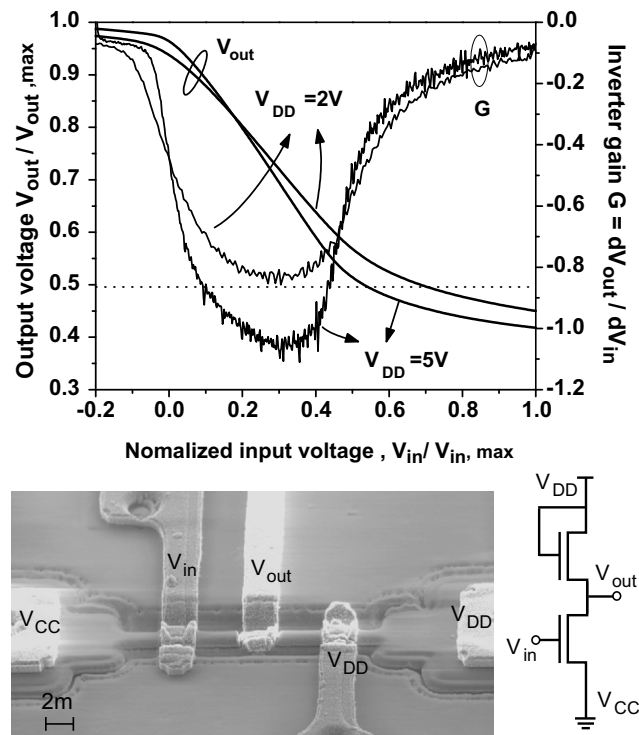 1.0
0.9
0.8
0.7
0.6
0.5
0.4
0.3
Output voltage V_out / V_out ,max
V_out
V_DD =2V
G
V_DD =5V
0.0
-0.2
-0.4
-0.6
-0.8
-1.0
-1.2
Inverter gain G = dV_out / dV_in
-0.2 0.0 0.2 0.4 0.6 0.8 1.0
Nomalized input voltage , V_in/ V_in, max
V_CC
V_in
V_out
V_DD
V_DD
2m
V_DD
V_out
V_in
V_CC